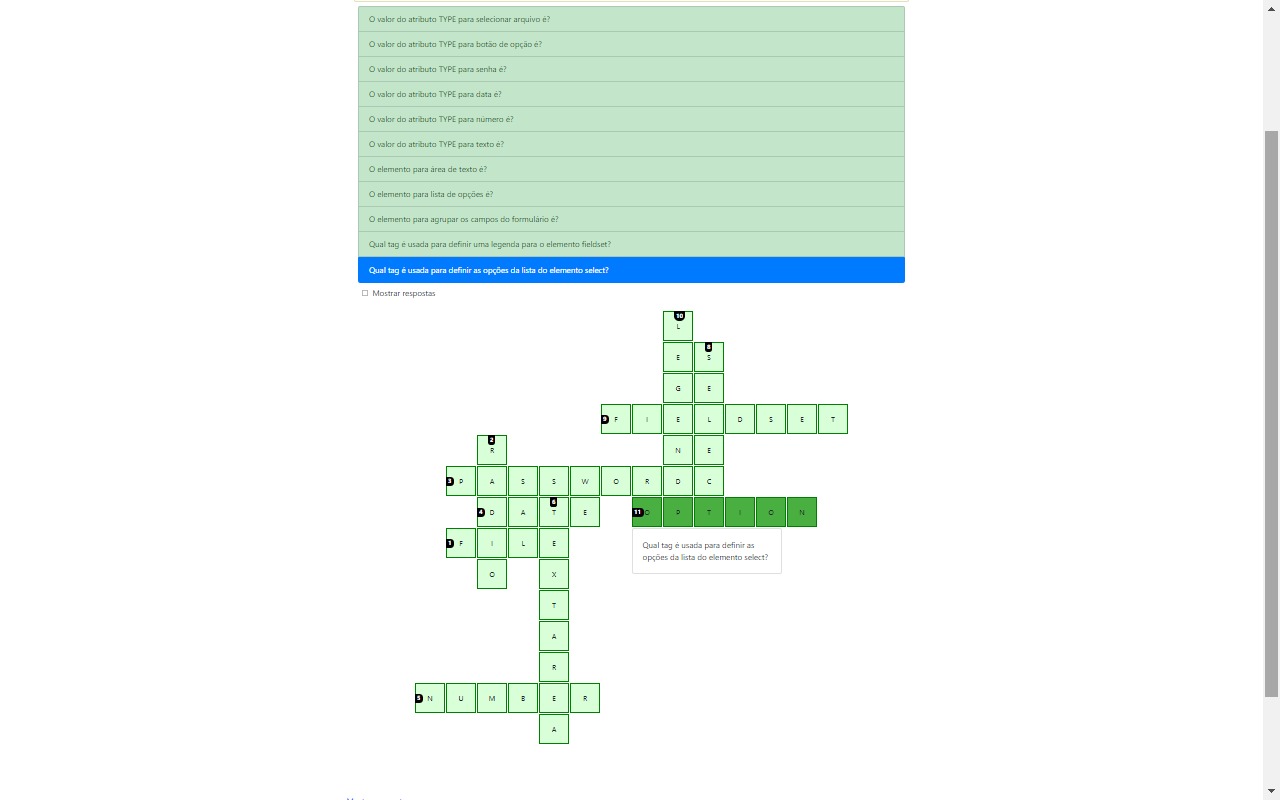 O valor do atributo TYPE para selecionar arquivo é?
O valor do atributo TYPE para botão de opção é?
O valor do atributo TYPE para senha é?
O valor do atributo TYPE para data é?
O valor do atributo TYPE para número é?
O valor do atributo TYPE para texto é?
O elemento para área de texto é?
O elemento para lista de opções é?
O elemento para agrupar os campos do formulário é?
Qual tag é usada para definir uma legenda para o elemento fieldset?
Qual tag é usada para definir as opções da lista do elemento select?
Mostrar respostas
10 L
8
E S
G E
9 F I E L D S E T
2 R N E
3 P A S S W O R D C
4 D A 6 T E 11 O P T I O N
1 F I L E
Qual tag é usada para definir as
opções da lista do elemento select?
O X
T
A
R
5 N U M B E R
A